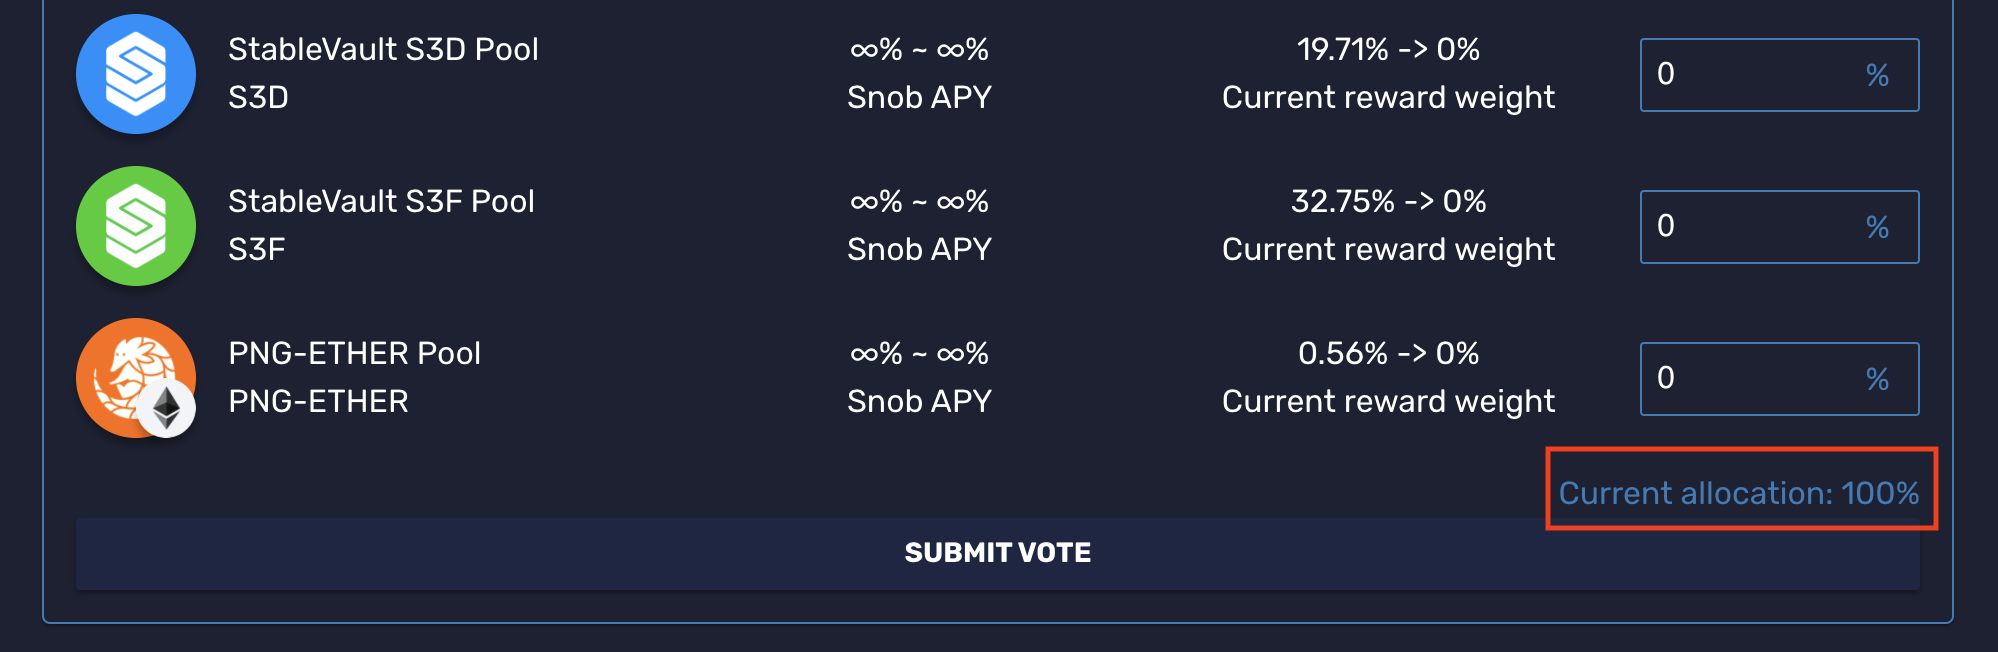 StableVault S3D Pool
S3D
∞% ~ ∞%
Snob APY
19.71% -> 0%
Current reward weight
0 %
StableVault S3F Pool
S3F
∞% ~ ∞%
Snob APY
32.75% -> 0%
Current reward weight
0 %
PNG-ETHER Pool
PNG-ETHER
∞% ~ ∞%
Snob APY
0.56% -> 0%
Current reward weight
0 %
Current allocation: 100%
SUBMIT VOTE